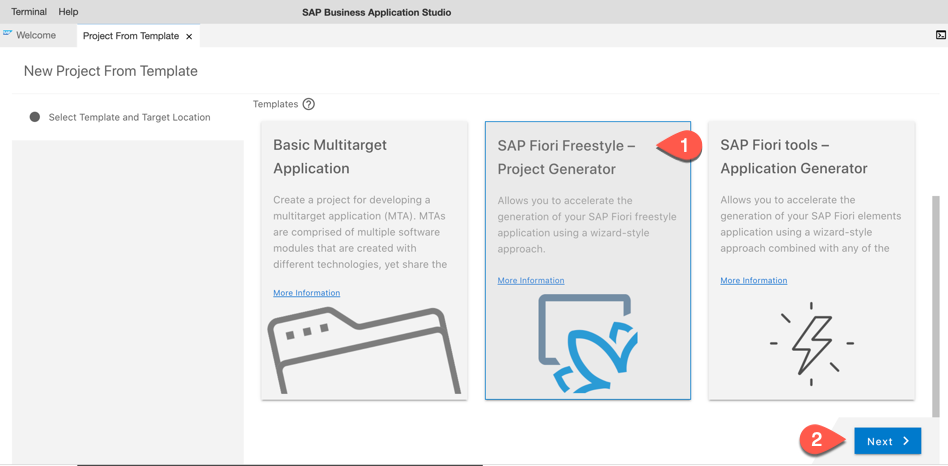 Terminal Help SAP Business Application Studio
Welcome Project From Template ×
New Project From Template
Select Template and Target Location
Templates ?
Basic Multitarget
Application
Create a project for developing a
multitarget application (MTA). MTAs
are comprised of multiple software
modules that are created with
different technologies, yet share the
More Information
SAP Fiori Freestyle –
Project Generator
1
Allows you to accelerate the
generation of your SAP Fiori freestyle
application using a wizard-style
approach.
More Information
SAP Fiori tools –
Application Generator
Allows you to accelerate the
generation of your SAP Fiori elements
application using a wizard-style
approach combined with any of the
More Information
2
Next >